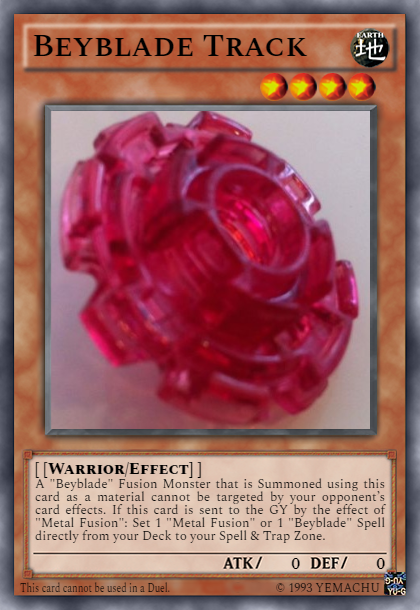 BEYBLADE TRACK
EARTH
地
[ [WARRIOR/EFFECT] ]
A "Beyblade" Fusion Monster that is Summoned using this
card as a material cannot be targeted by your opponent's
card effects. If this card is sent to the GY by the effect of
"Metal Fusion": Set 1 "Metal Fusion" or 1 "Beyblade" Spell
directly from your Deck to your Spell & Trap Zone.
ATK/ 0 DEF/ 0
This card cannot be used in a Duel.
© 1993 YEMACHU